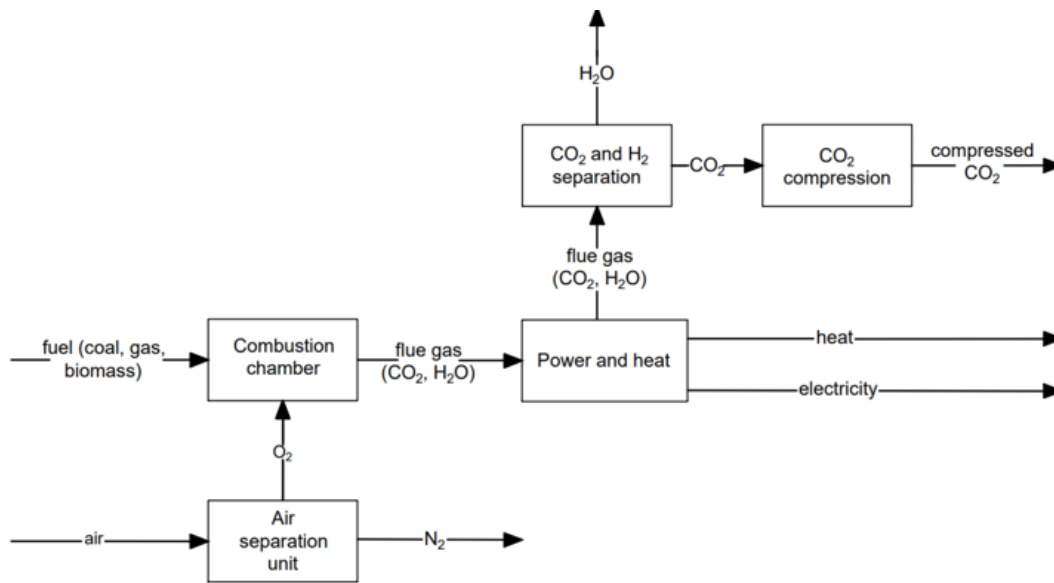 H₂O
CO₂ and H₂
separation
CO₂
CO₂
compression
compressed
CO₂
flue gas
(CO₂, H₂O)
fuel (coal, gas,
biomass)
Combustion
chamber
flue gas
(CO₂, H₂O)
Power and heat
heat
electricity
O₂
air
Air
separation
unit
N₂